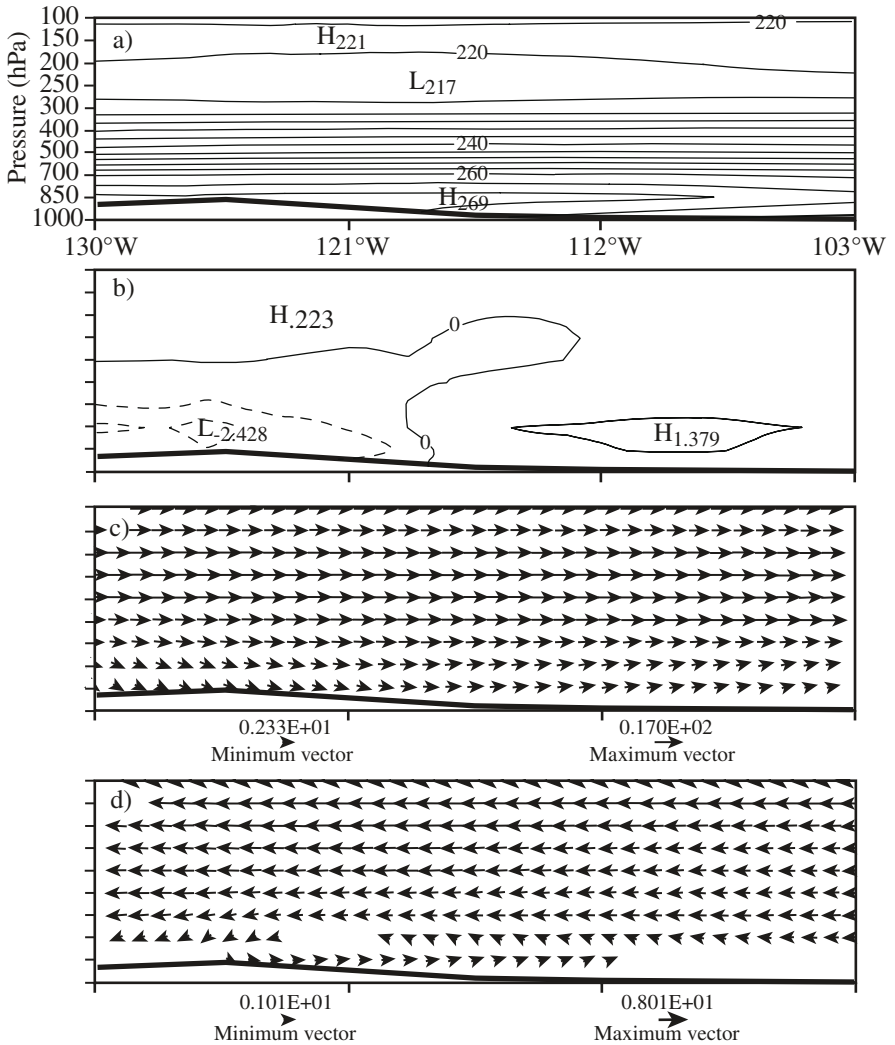 100
150
200
250
300
400
500
700
850
1000
Pressure (hPa)
a)
H221
220
220
L217
240
260
H269
130°W
121°W
112°W
103°W
b)
H.223
0
L-2.428
0
H1.379
c)
0.233E+01
Minimum vector
0.170E+02
Maximum vector
d)
0.101E+01
Minimum vector
0.801E+01
Maximum vector